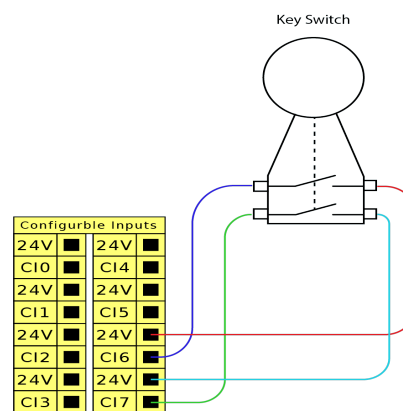 Key Switch
Configurble Inputs
24V 24V
CI0 CI4
24V 24V
CI1 CI5
24V 24V
CI2 CI6
24V 24V
CI3 CI7